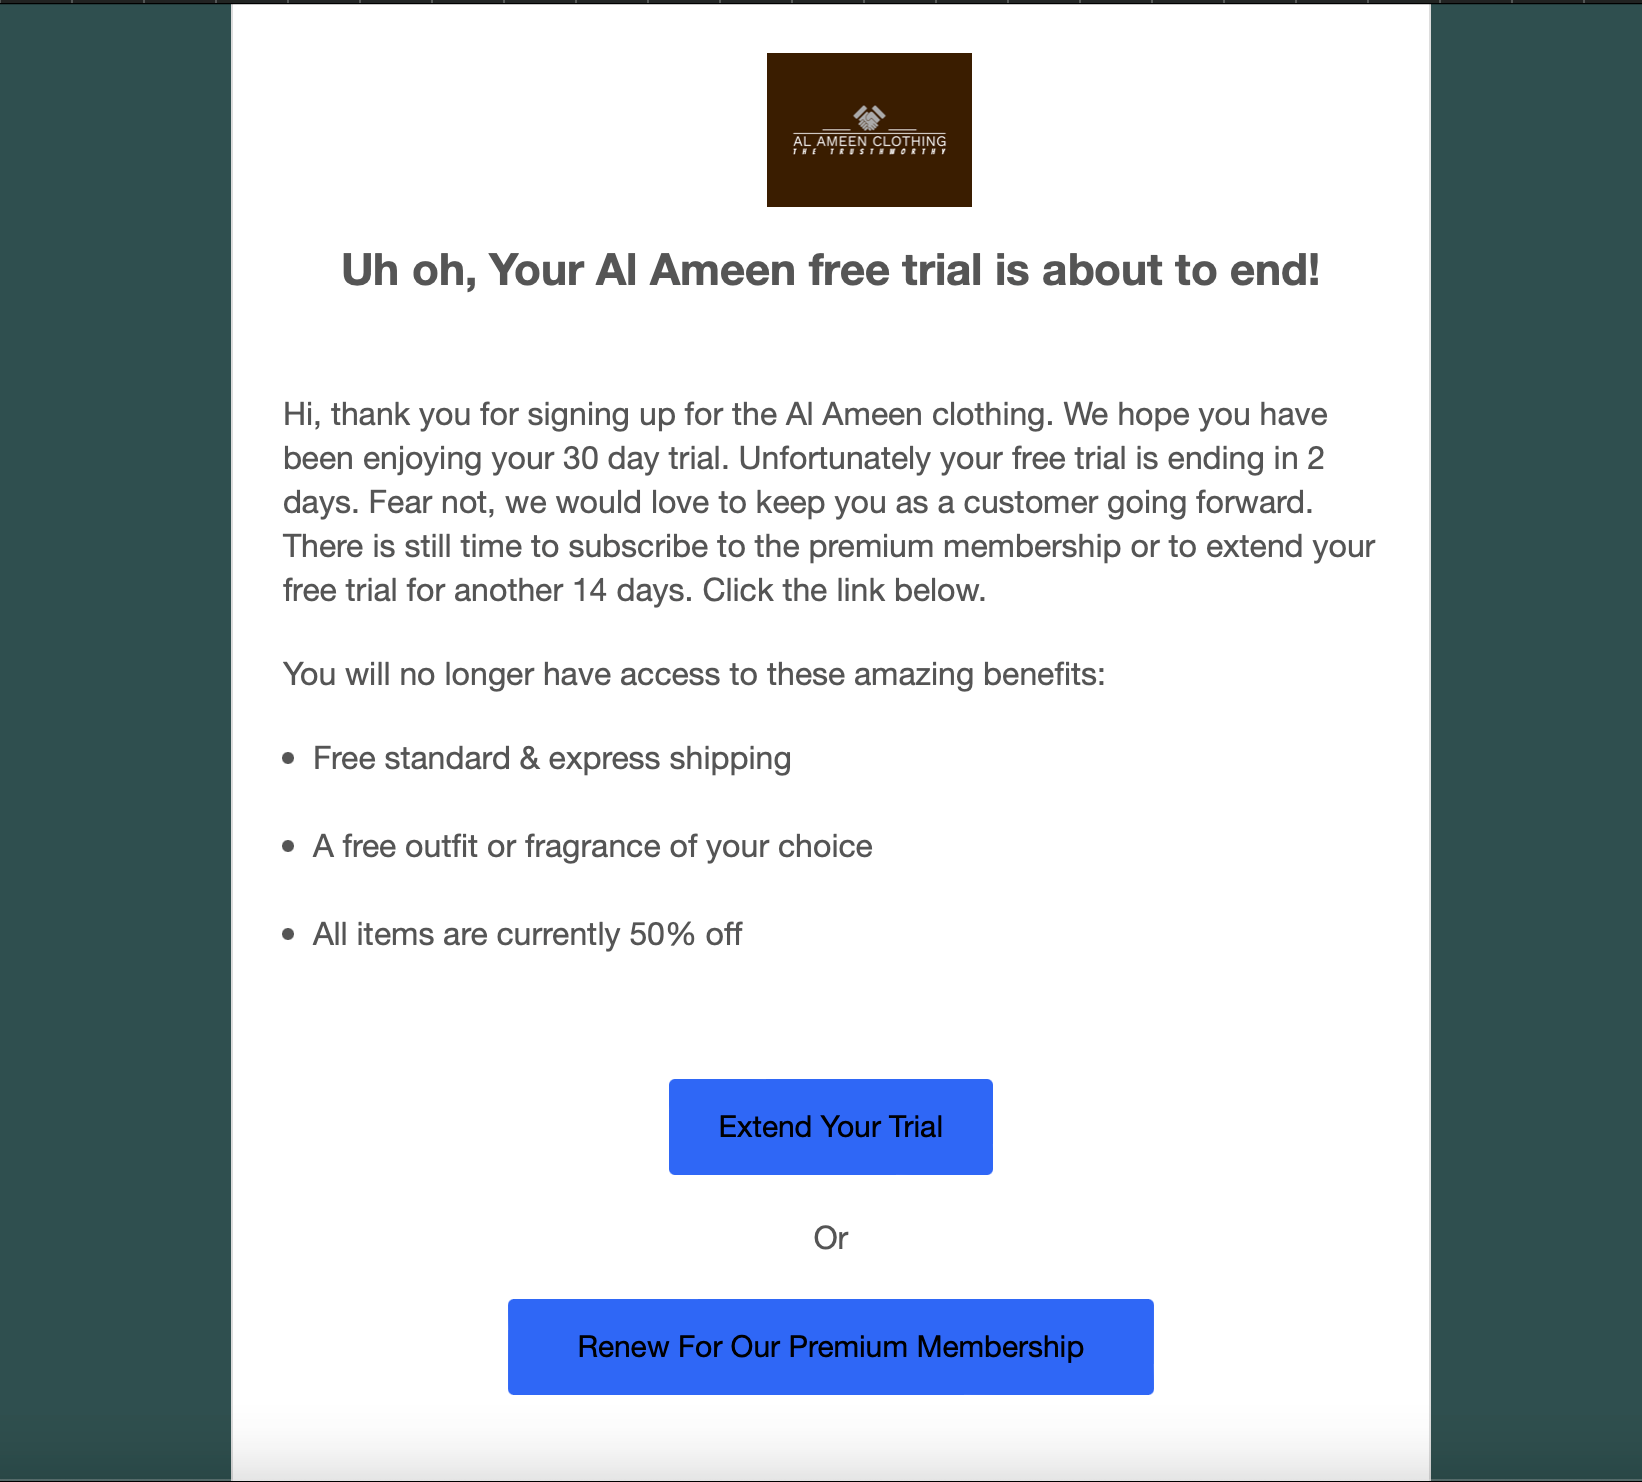 AL AMEEN CLOTHING
THE TRUSTHWORTHY
Uh oh, Your Al Ameen free trial is about to end!
Hi, thank you for signing up for the Al Ameen clothing. We hope you have
been enjoying your 30 day trial. Unfortunately your free trial is ending in 2
days. Fear not, we would love to keep you as a customer going forward.
There is still time to subscribe to the premium membership or to extend your
free trial for another 14 days. Click the link below.
You will no longer have access to these amazing benefits:
• Free standard & express shipping
• A free outfit or fragrance of your choice
• All items are currently 50% off
Extend Your Trial
Or
Renew For Our Premium Membership